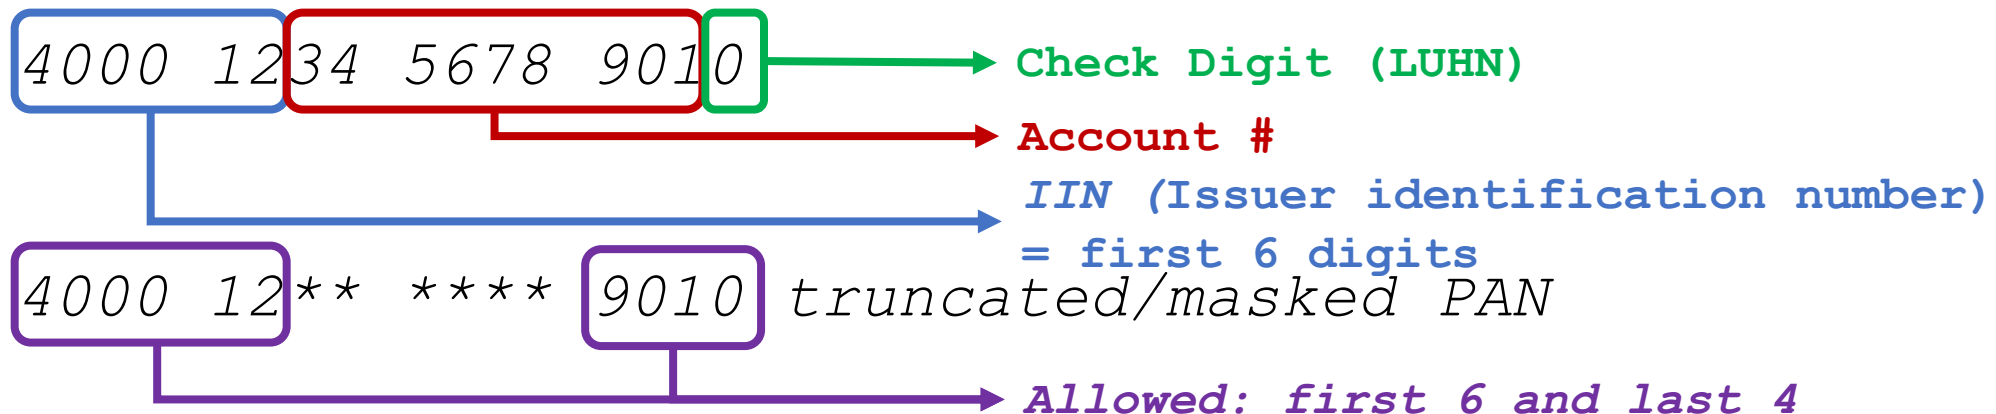 4000 1234 5678 9010
Check Digit (LUHN)
Account #
IIN (Issuer identification number)
= first 6 digits
4000 12** **** 9010 truncated/masked PAN
Allowed: first 6 and last 4